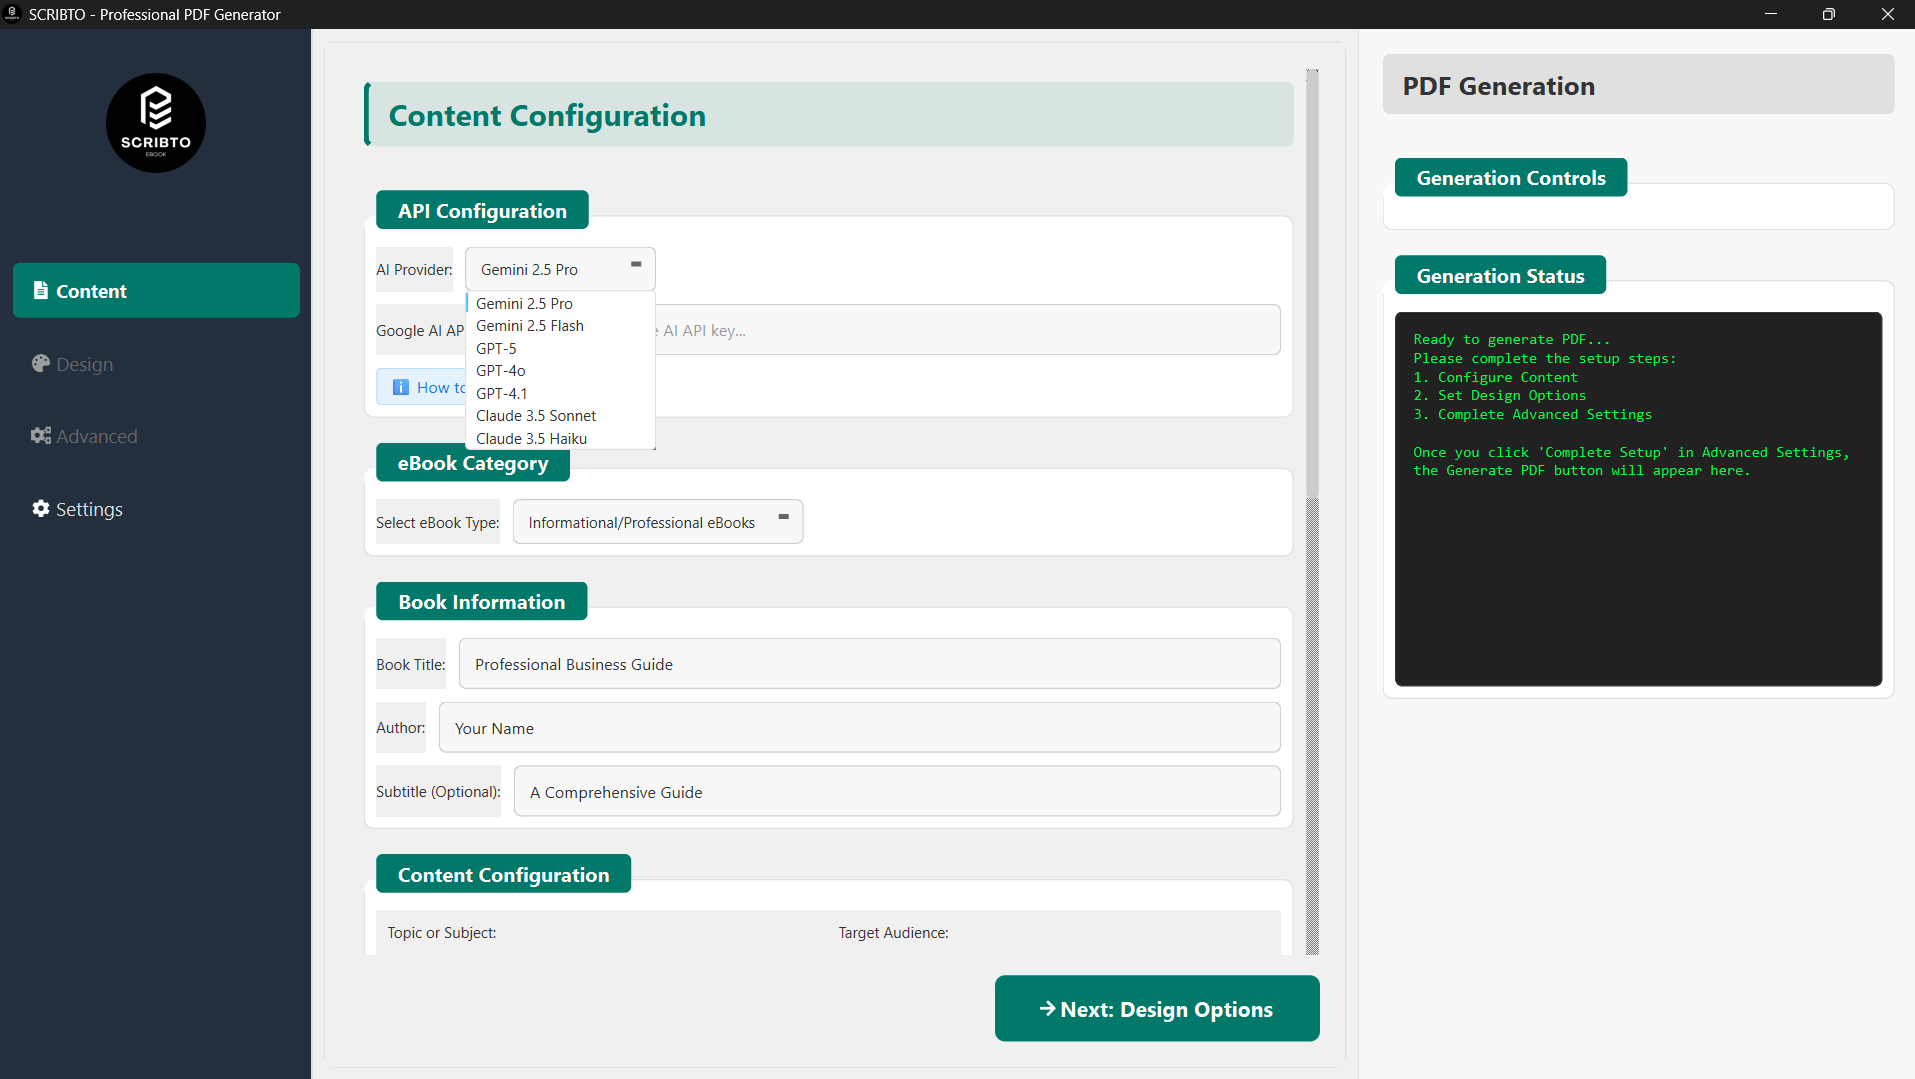 SCRIBTO - Professional PDF Generator
SCRIBTO
EBOOK
Content
Design
Advanced
Settings
Content Configuration
API Configuration
AI Provider:
Gemini 2.5 Pro
Gemini 2.5 Pro
Gemini 2.5 Flash
GPT-5
GPT-4o
GPT-4.1
Claude 3.5 Sonnet
Claude 3.5 Haiku
Google AI AP
AI API key...
How to
eBook Category
Select eBook Type:
Informational/Professional eBooks
Book Information
Book Title:
Professional Business Guide
Author:
Your Name
Subtitle (Optional):
A Comprehensive Guide
Content Configuration
Topic or Subject:
Target Audience:
Next: Design Options
PDF Generation
Generation Controls
Generation Status
Ready to generate PDF...
Please complete the setup steps:
1. Configure Content
2. Set Design Options
3. Complete Advanced Settings
Once you click 'Complete Setup' in Advanced Settings,
the Generate PDF button will appear here.